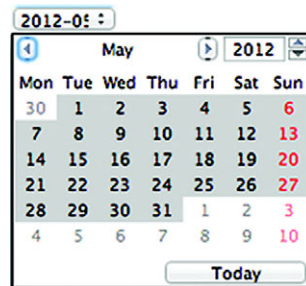 2012-05
May 2012
Mon Tue Wed Thu Fri Sat Sun
30 1 2 3 4 5 6
7 8 9 10 11 12 13
14 15 16 17 18 19 20
21 22 23 24 25 26 27
28 29 30 31 1 2 3
4 5 6 7 8 9 10
Today